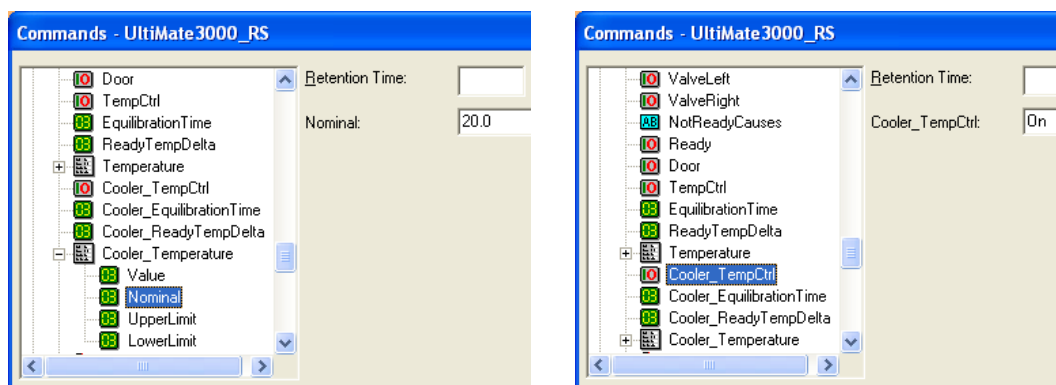 Commands - UltiMate3000_RS
Door
TempCtrl
EquilibrationTime
ReadyTempDelta
Temperature
Cooler_TempCtrl
Cooler_EquilibrationTime
Cooler_ReadyTempDelta
Cooler_Temperature
Value
Nominal
UpperLimit
LowerLimit
Retention Time:
Nominal: 20.0
Commands - UltiMate3000_RS
ValveLeft
ValveRight
NotReadyCauses
Ready
Door
TempCtrl
EquilibrationTime
ReadyTempDelta
Temperature
Cooler_TempCtrl
Cooler_EquilibrationTime
Cooler_ReadyTempDelta
Cooler_Temperature
Retention Time:
Cooler_TempCtrl: On